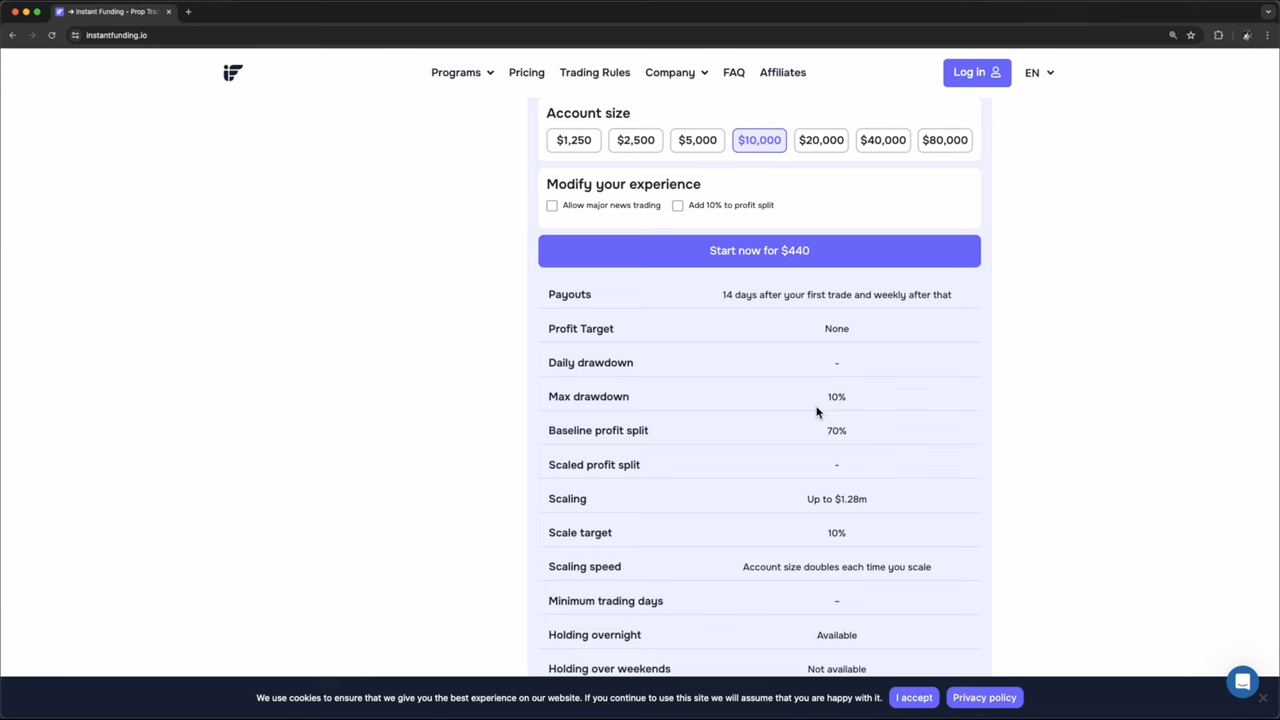 Instant Funding - Prop Tra
instantfunding.io
Programs Pricing Trading Rules Company FAQ Affiliates Log in EN
Account size
$1,250 $2,500 $5,000 $10,000 $20,000 $40,000 $80,000
Modify your experience
Allow major news trading Add 10% to profit split
Start now for $440
Payouts 14 days after your first trade and weekly after that
Profit Target None
Daily drawdown -
Max drawdown 10%
Baseline profit split 70%
Scaled profit split -
Scaling Up to $1.28m
Scale target 10%
Scaling speed Account size doubles each time you scale
Minimum trading days –
Holding overnight Available
Holding over weekends Not available
We use cookies to ensure that we give you the best experience on our website. If you continue to use this site we will assume that you are happy with it. I accept Privacy policy